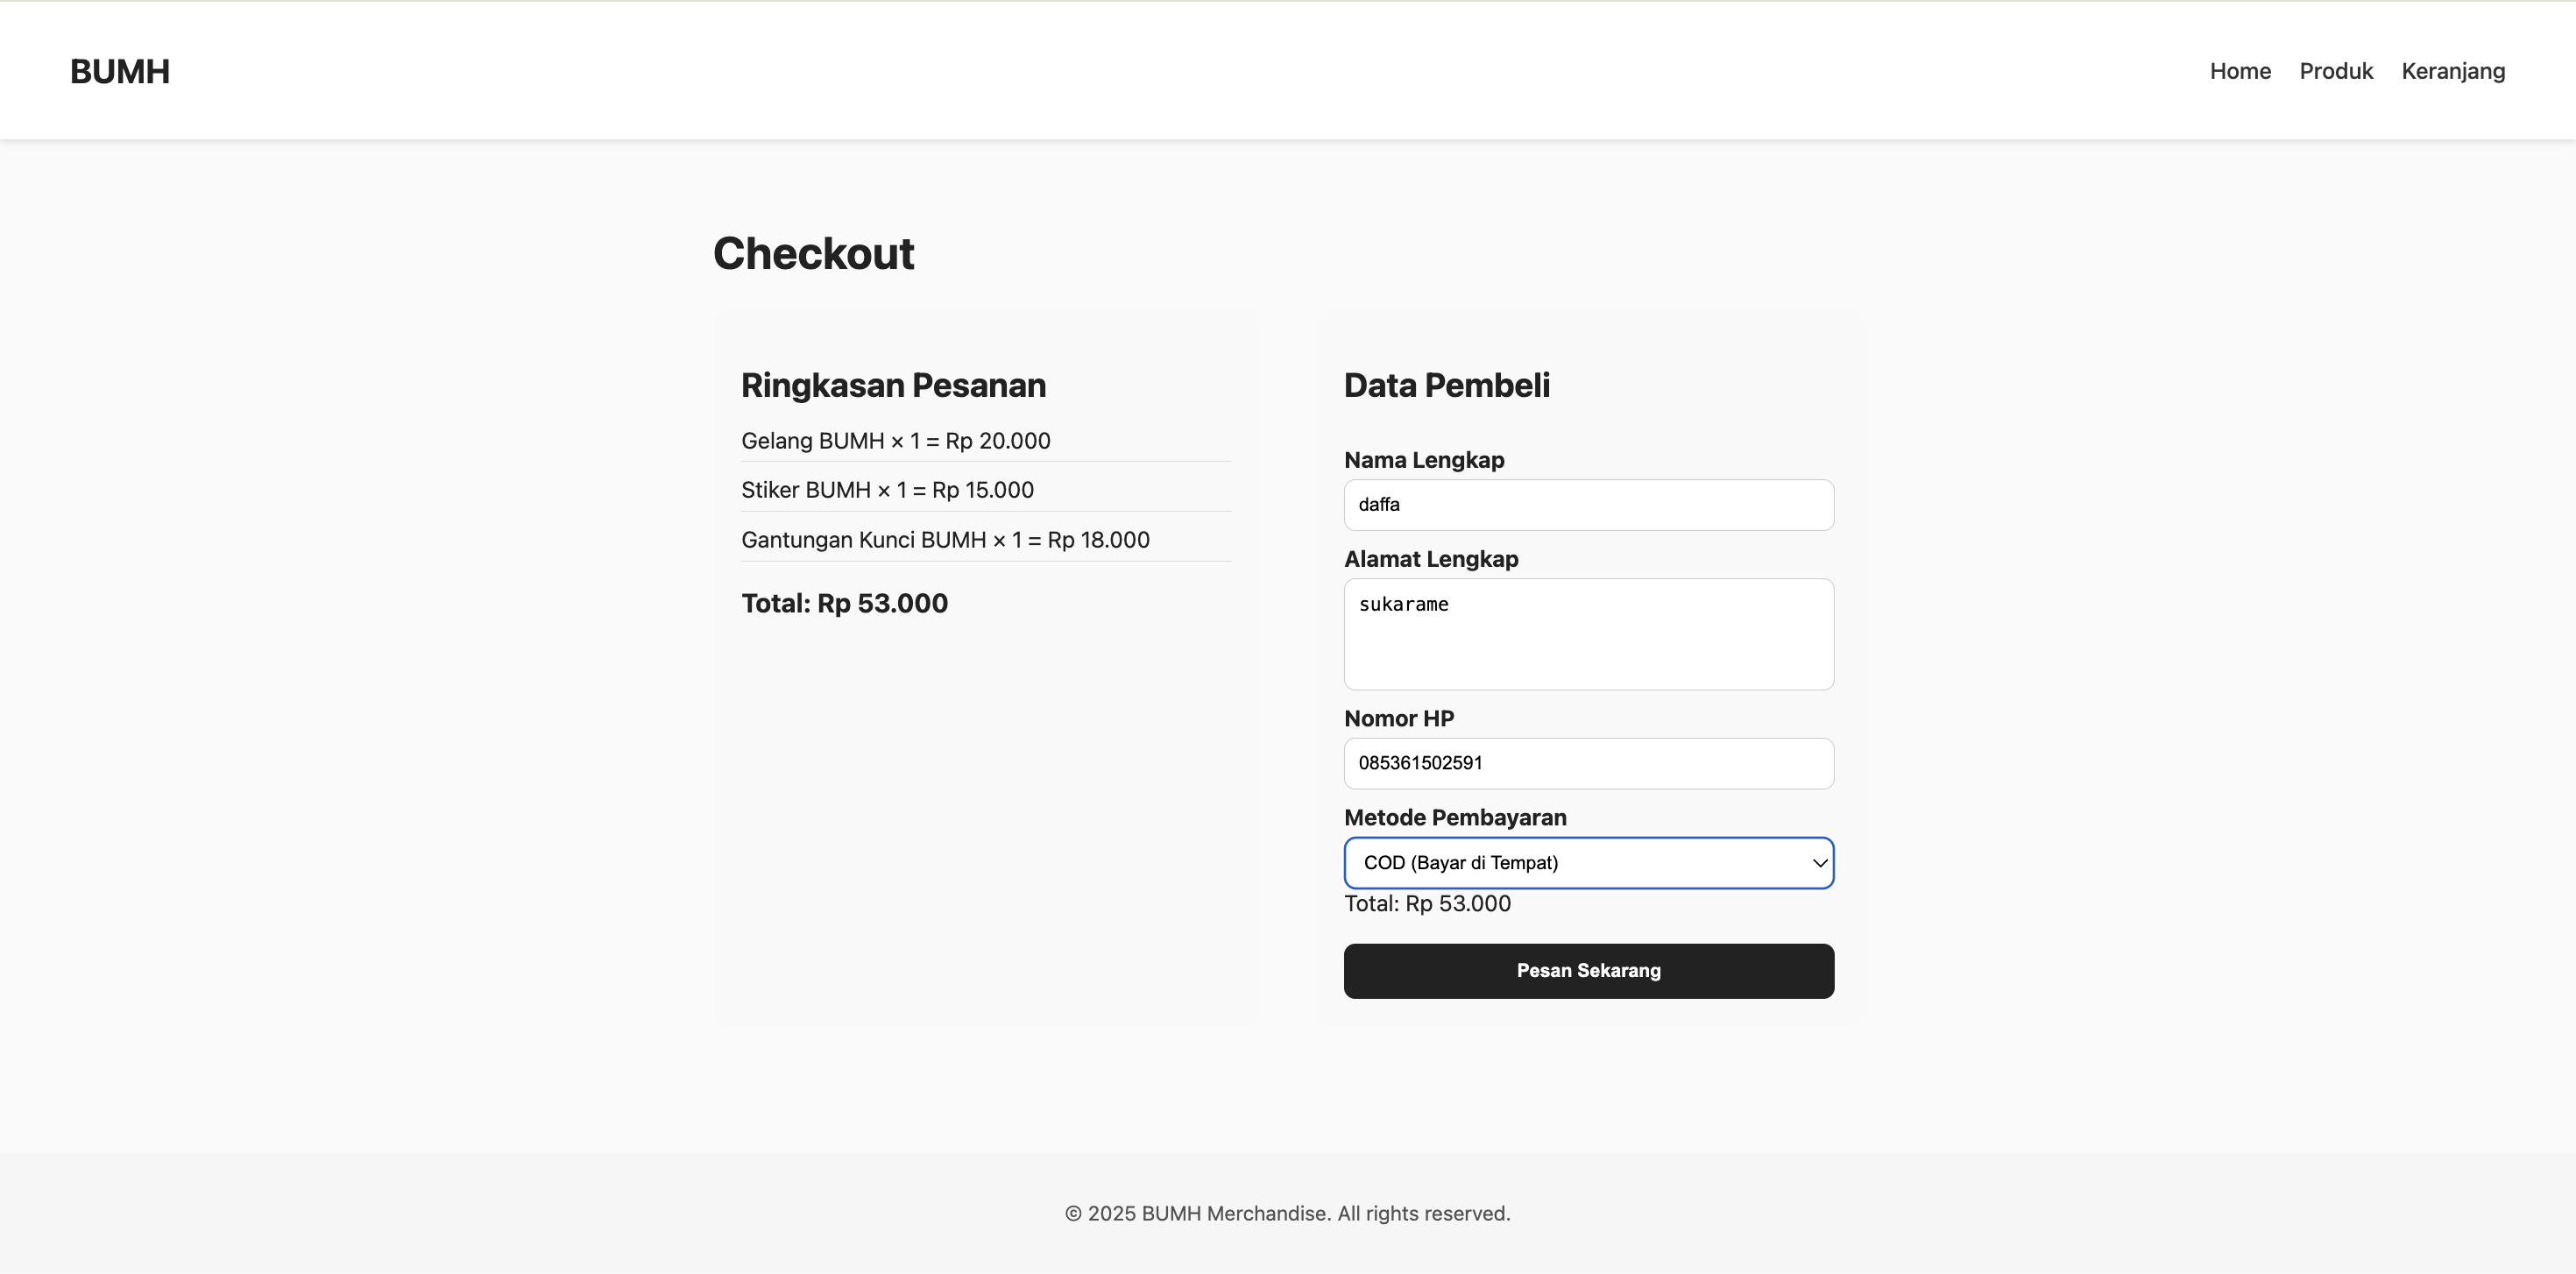 BUMH
Home Produk Keranjang
Checkout
Ringkasan Pesanan
Gelang BUMH × 1 = Rp 20.000
Stiker BUMH × 1 = Rp 15.000
Gantungan Kunci BUMH × 1 = Rp 18.000
Total: Rp 53.000
Data Pembeli
Nama Lengkap
daffa
Alamat Lengkap
sukarame
Nomor HP
085361502591
Metode Pembayaran
COD (Bayar di Tempat)
Total: Rp 53.000
Pesan Sekarang
© 2025 BUMH Merchandise. All rights reserved.